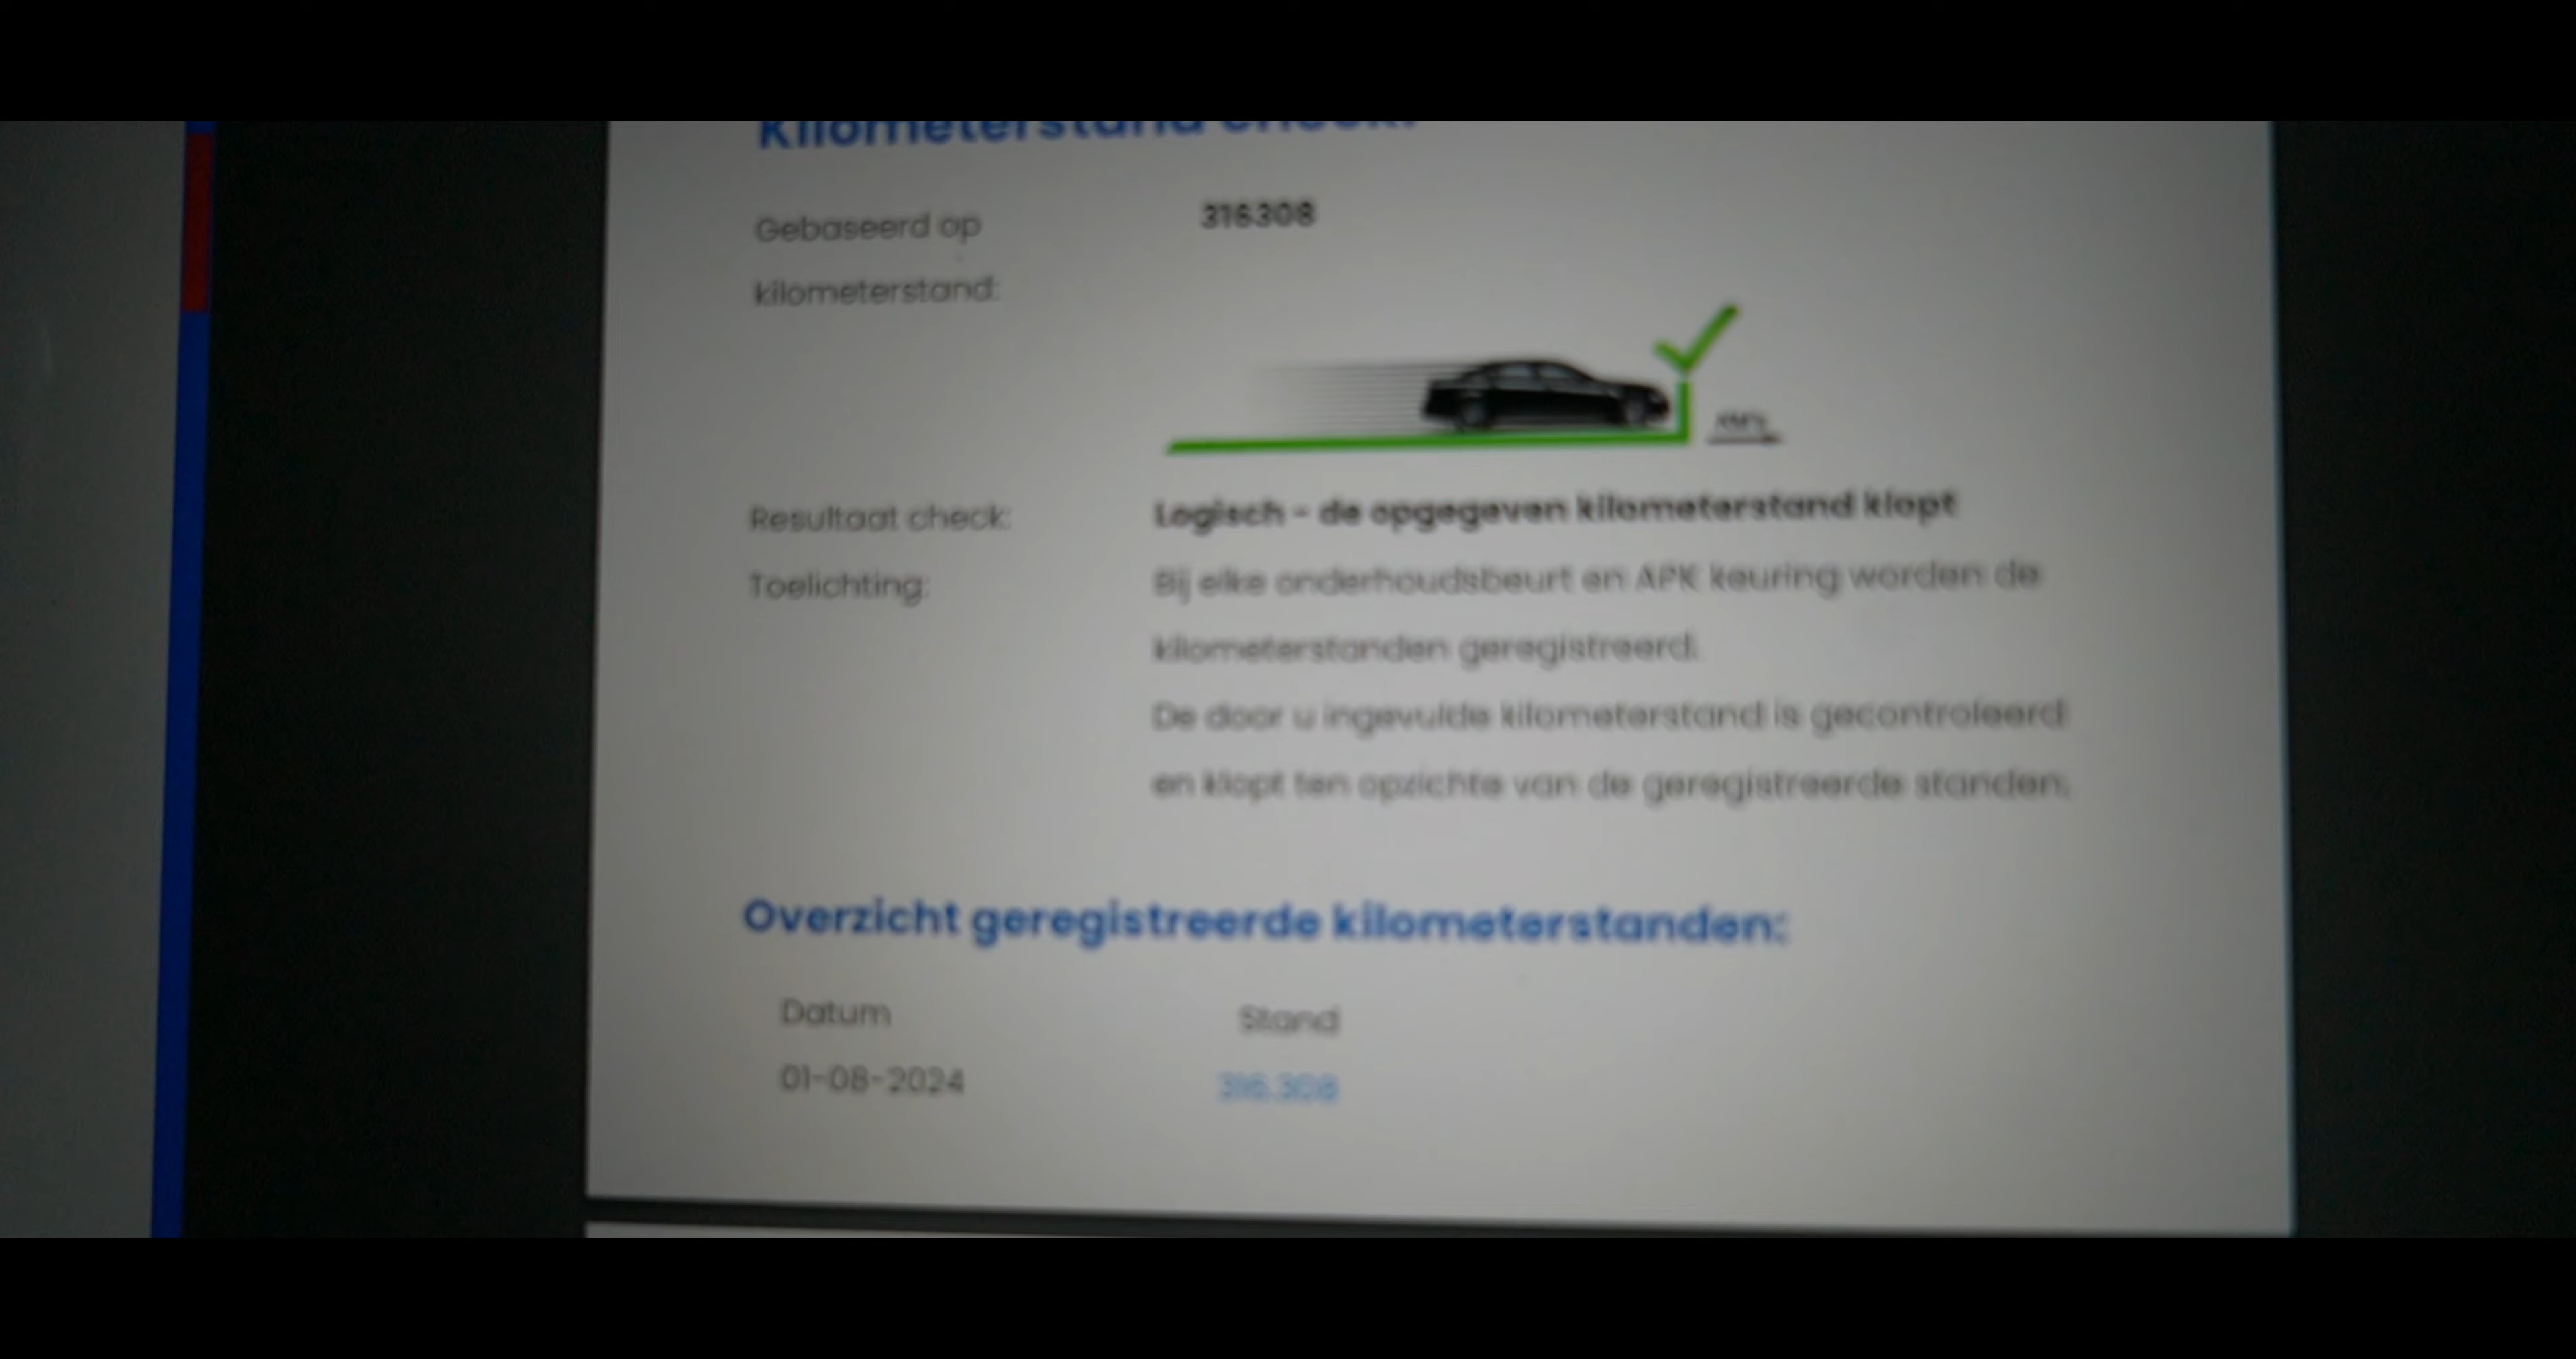 Kilometerstand check:
Gebaseerd op 316308
kilometerstand:
Resultaat check: Logisch - de opgegeven kilometerstand klopt
Toelichting: Bij elke onderhoudsbeurt en APK keuring worden de
kilometerstanden geregistreerd.
De door u ingevulde kilometerstand is gecontroleerd
en klopt ten opzichte van de geregistreerde standen.
Overzicht geregistreerde kilometerstanden:
Datum Stand
01-08-2024 316.308